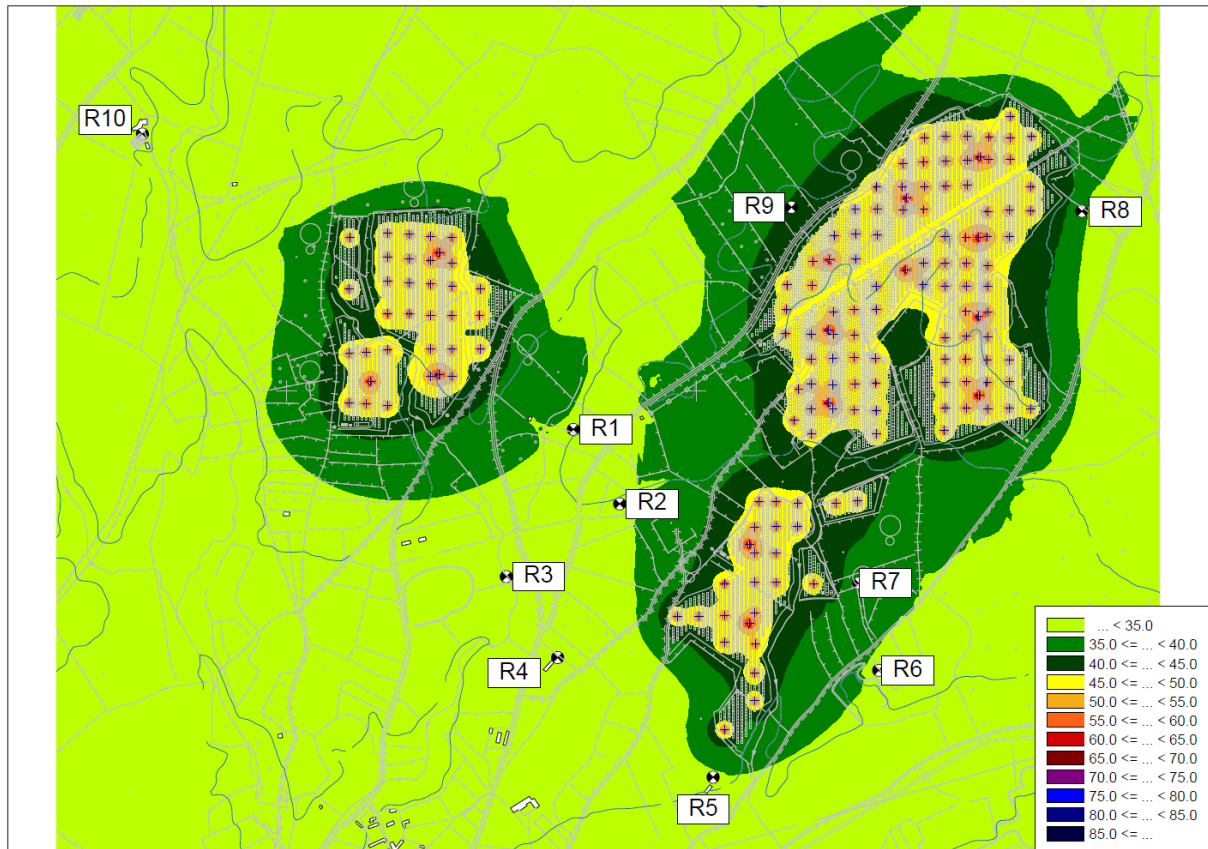 R10
R9
R8
R1
R2
R3
R7
R4
R6
R5
... < 35.0
35.0 <= ... < 40.0
40.0 <= ... < 45.0
45.0 <= ... < 50.0
50.0 <= ... < 55.0
55.0 <= ... < 60.0
60.0 <= ... < 65.0
65.0 <= ... < 70.0
70.0 <= ... < 75.0
75.0 <= ... < 80.0
80.0 <= ... < 85.0
85.0 <= ...